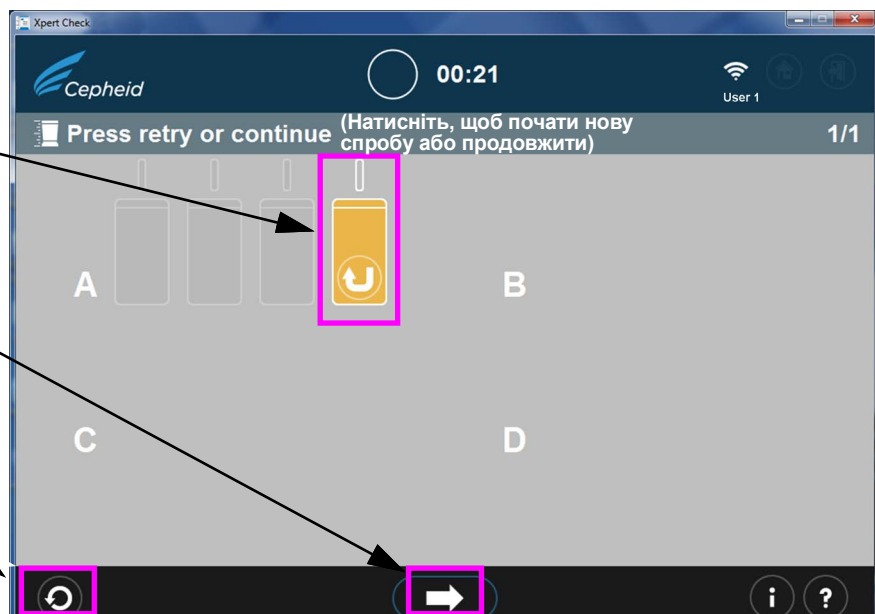 Xpert Check
Cepheid
00:21
User 1
Press retry or continue (Натисніть, щоб почати нову
спробу або продовжити)
1/1
A
B
C
D
i
?